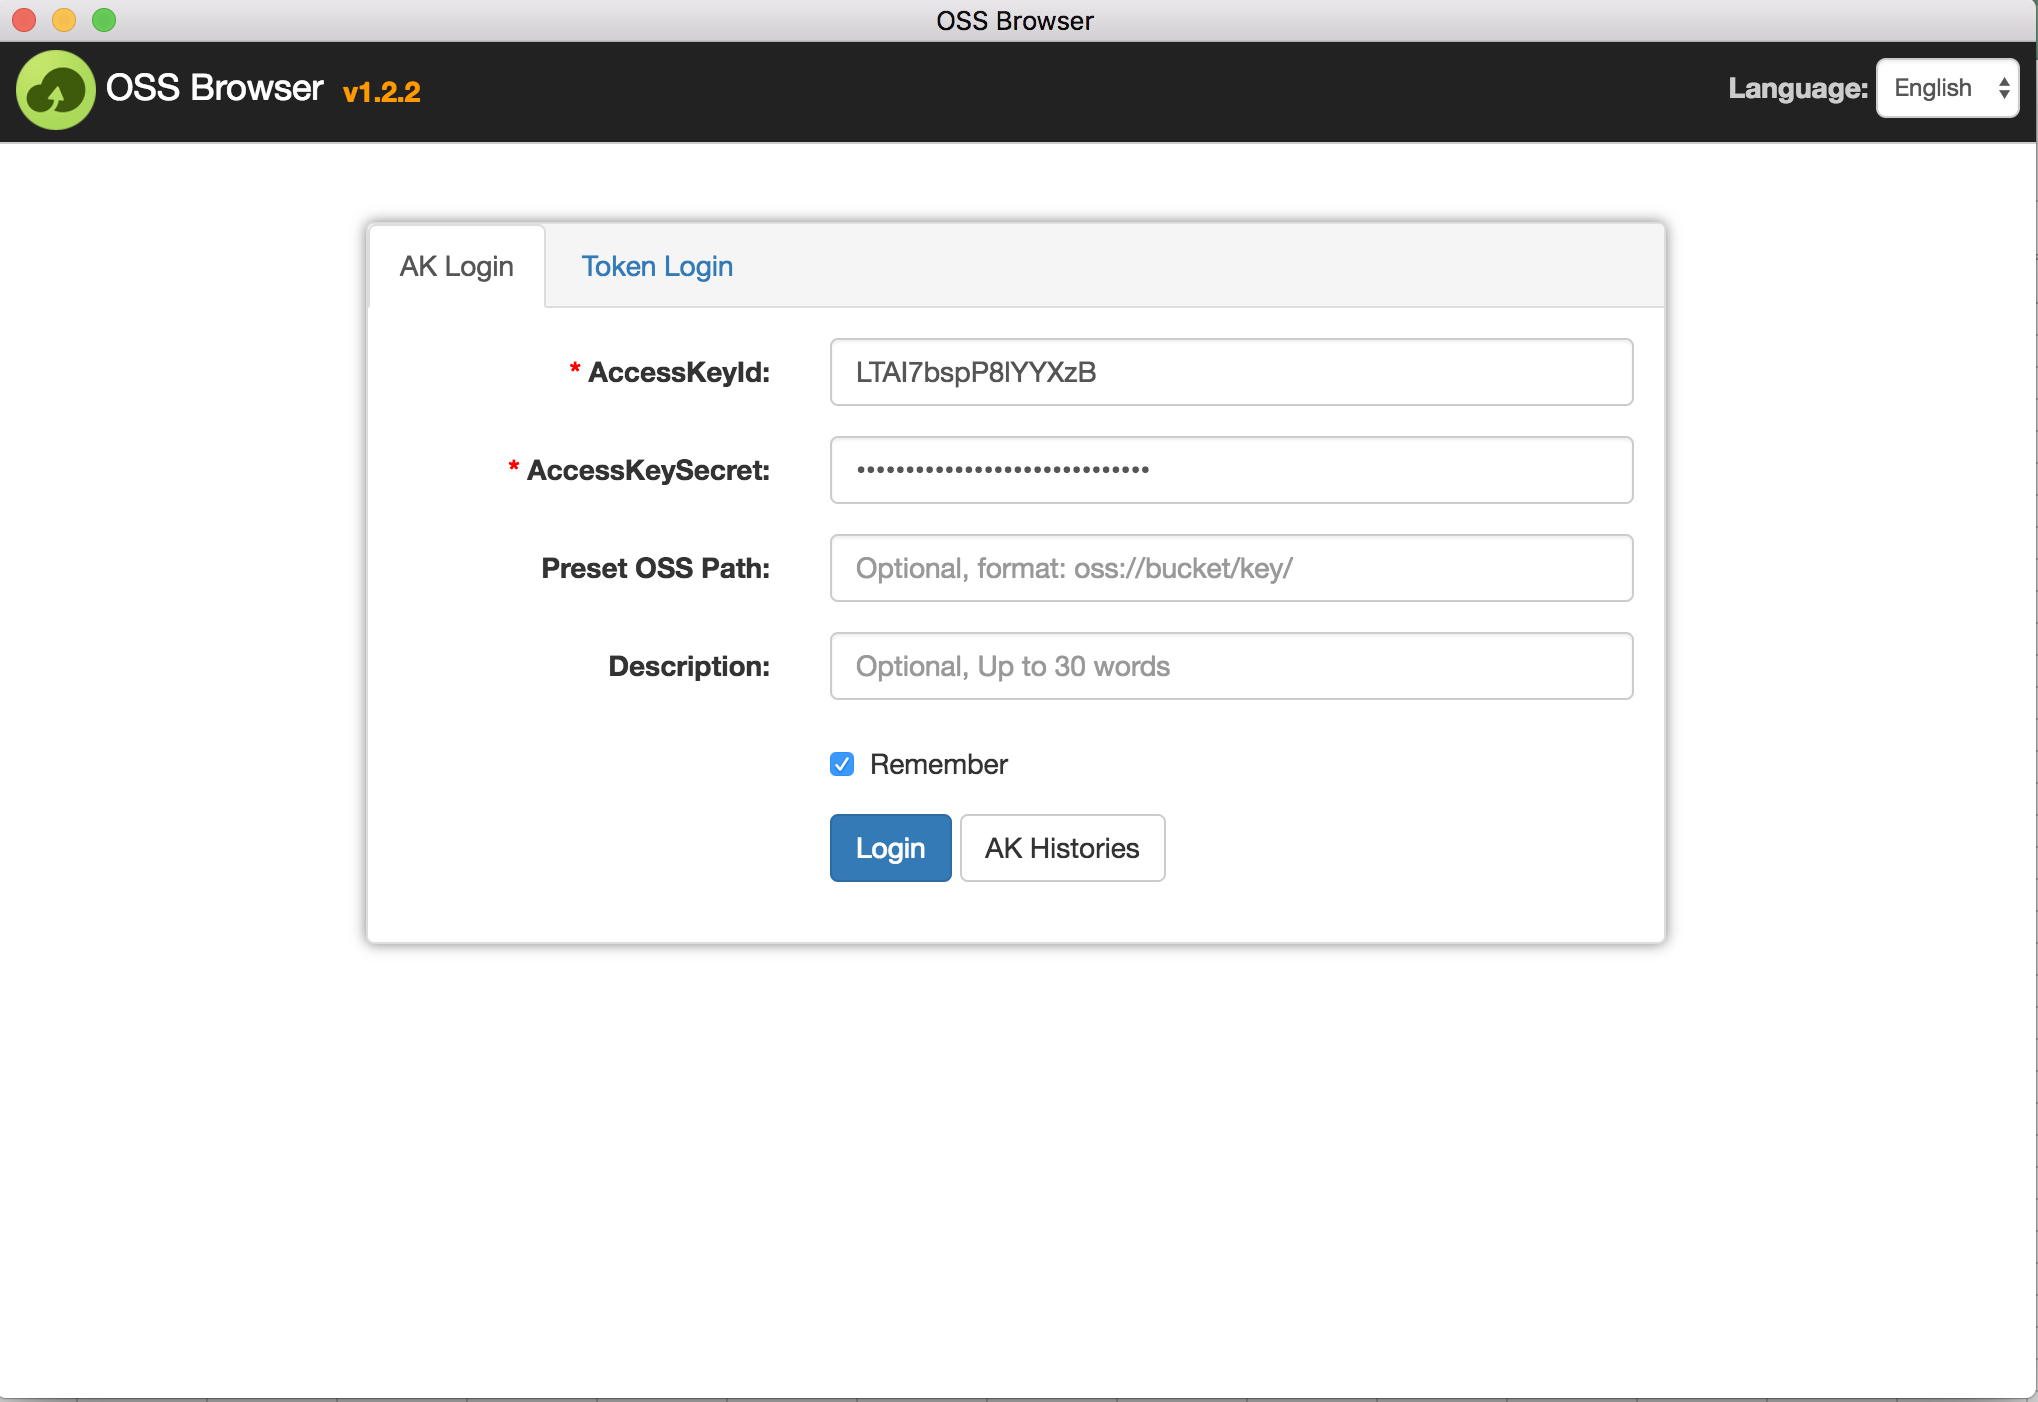 OSS Browser
OSS Browser v1.2.2
Language: English
AK Login Token Login
* AccessKeyId: LTAI7bspP8lYYXzB
* AccessKeySecret: ••••••••••••••••••••••••••••••
Preset OSS Path: Optional, format: oss://bucket/key/
Description: Optional, Up to 30 words
Remember
Login AK Histories